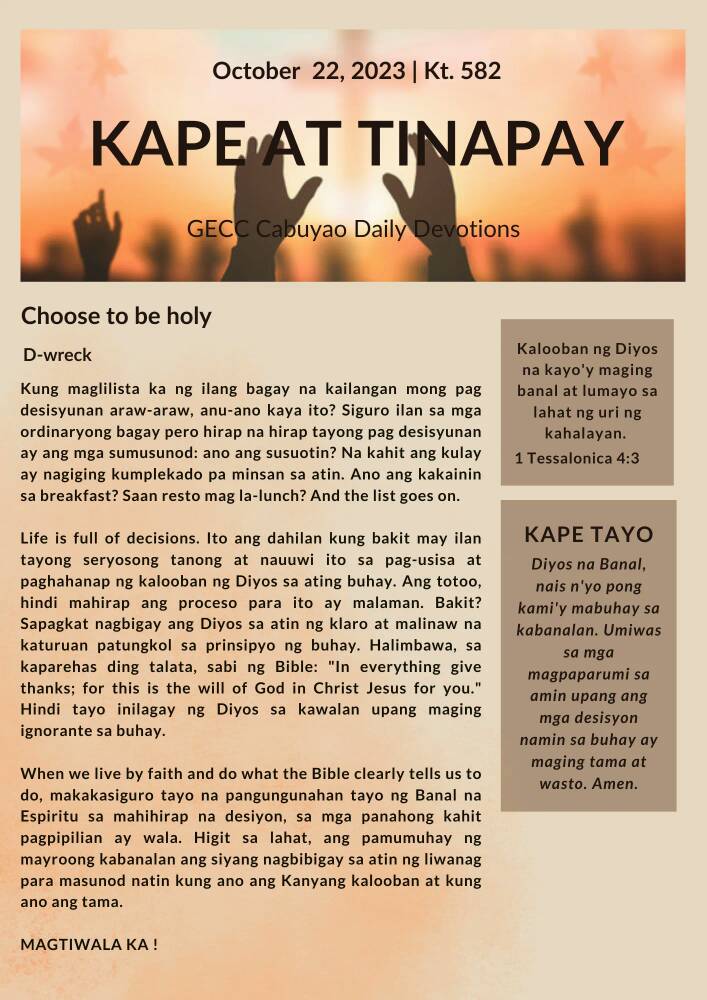 October  22, 2023 | Kt. 582
KAPE AT TINAPAY
GECC Cabuyao Daily Devotions
Choose to be holy
D-wreck
Kung maglilista ka ng ilang bagay na kailangan mong pag
desisyunan araw-araw, anu-ano kaya ito? Siguro ilan sa mga
ordinaryong bagay pero hirap na hirap tayong pag desisyunan
ay ang mga sumusunod: ano ang susuotin? Na kahit ang kulay
ay nagiging kumplekado pa minsan sa atin. Ano ang kakainin
sa breakfast? Saan resto mag la-lunch? And the list goes on.
Life is full of decisions. Ito ang dahilan kung bakit may ilan
tayong seryosong tanong at nauuwi ito sa pag-usisa at
paghahanap ng kalooban ng Diyos sa ating buhay. Ang totoo,
hindi mahirap ang proceso para ito ay malaman. Bakit?
Sapagkat nagbigay ang Diyos sa atin ng klaro at malinaw na
katuruan patungkol sa prinsipyo ng buhay. Halimbawa, sa
kaparehas ding talata, sabi ng Bible: "In everything give
thanks; for this is the will of God in Christ Jesus for you."
Hindi tayo inilagay ng Diyos sa kawalan upang maging
ignorante sa buhay.
When we live by faith and do what the Bible clearly tells us to
do, makakasiguro tayo na pangungunahan tayo ng Banal na
Espiritu sa mahihirap na desiyon, sa mga panahong kahit
pagpipilian ay wala. Higit sa lahat, ang pamumuhay ng
mayroong kabanalan ang siyang nagbibigay sa atin ng liwanag
para masunod natin kung ano ang Kanyang kalooban at kung
ano ang tama.
MAGTIWALA KA !
Kalooban ng Diyos
na kayo'y maging
banal at lumayo sa
lahat ng uri ng
kahalayan.
1 Tessalonica 4:3
KAPE TAYO
Diyos na Banal,
nais n'yo pong
kami'y mabuhay sa
kabanalan. Umiwas
sa mga
magpaparumi sa
amin upang ang
mga desisyon
namin sa buhay ay
maging tama at
wasto. Amen.